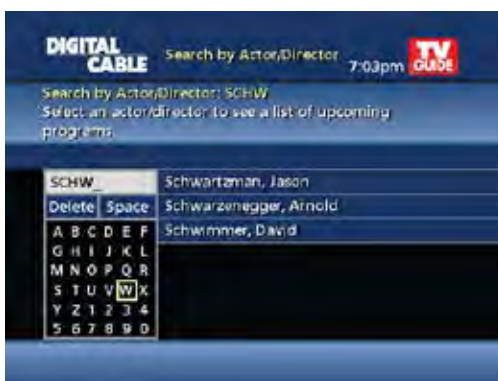 DIGITAL
CABLE
Search by Actor/Director
7:03pm
TV
GUIDE
Search by Actor/Director: SCHW
Select an actor/director to see a list of upcoming
programs.
SCHW_
Delete Space
A B C D E F
G H I J K L
M N O P Q R
S T U V W X
Y Z 1 2 3 4
5 6 7 8 9 0
Schwartzman, Jason
Schwarzenegger, Arnold
Schwimmer, David